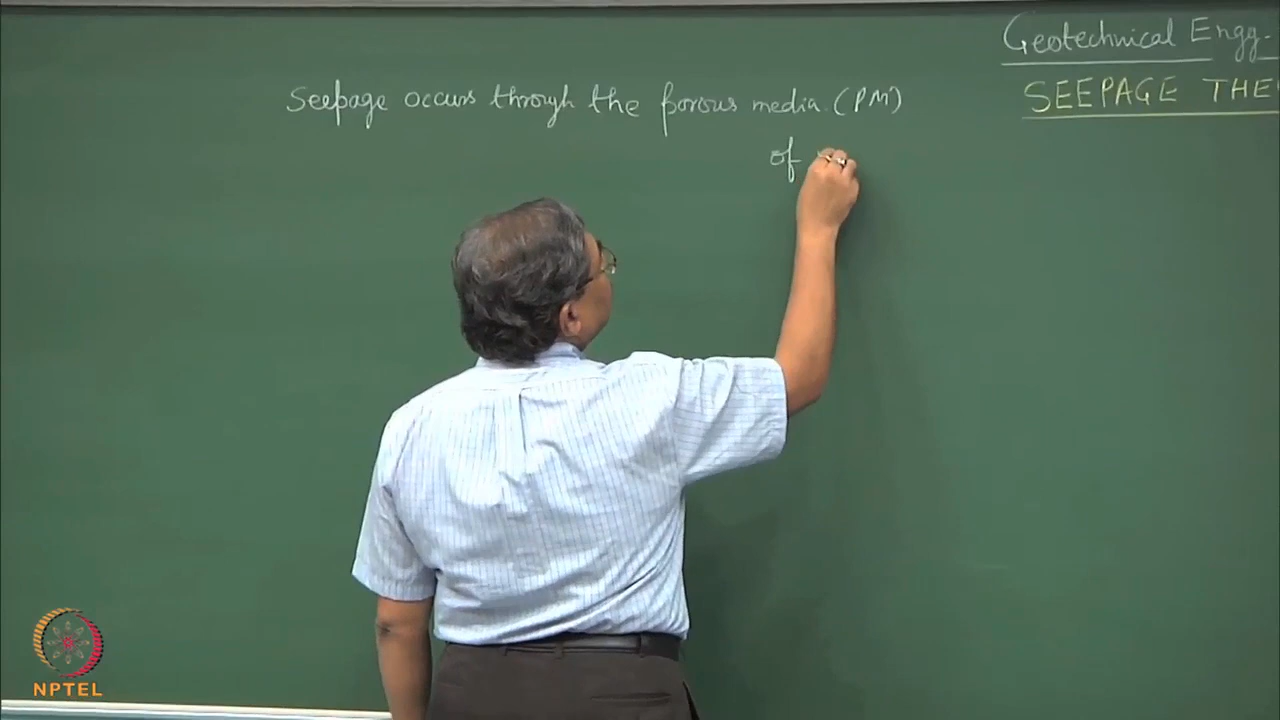 Geotechnical Engg.
SEEPAGE THE
Seepage occurs through the porous media (PM)
of
NPTEL